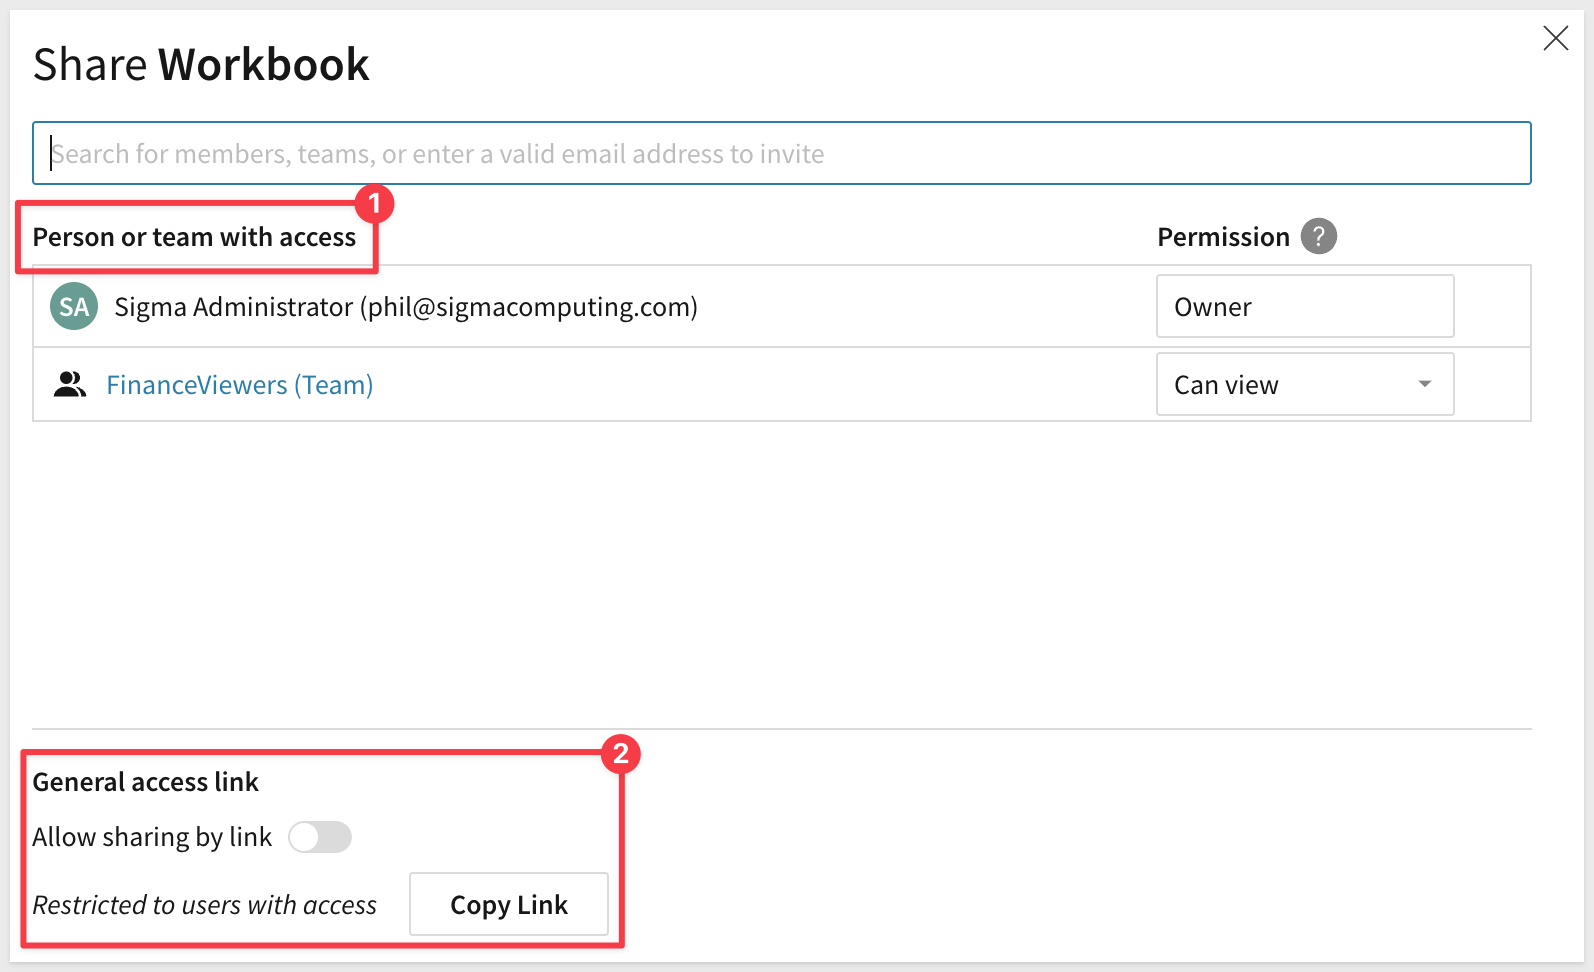 Share Workbook
Search for members, teams, or enter a valid email address to invite
1
Person or team with access
Permission ?
SA Sigma Administrator (phil@sigmacomputing.com) Owner
FinanceViewers (Team) Can view
2
General access link
Allow sharing by link
Restricted to users with access Copy Link